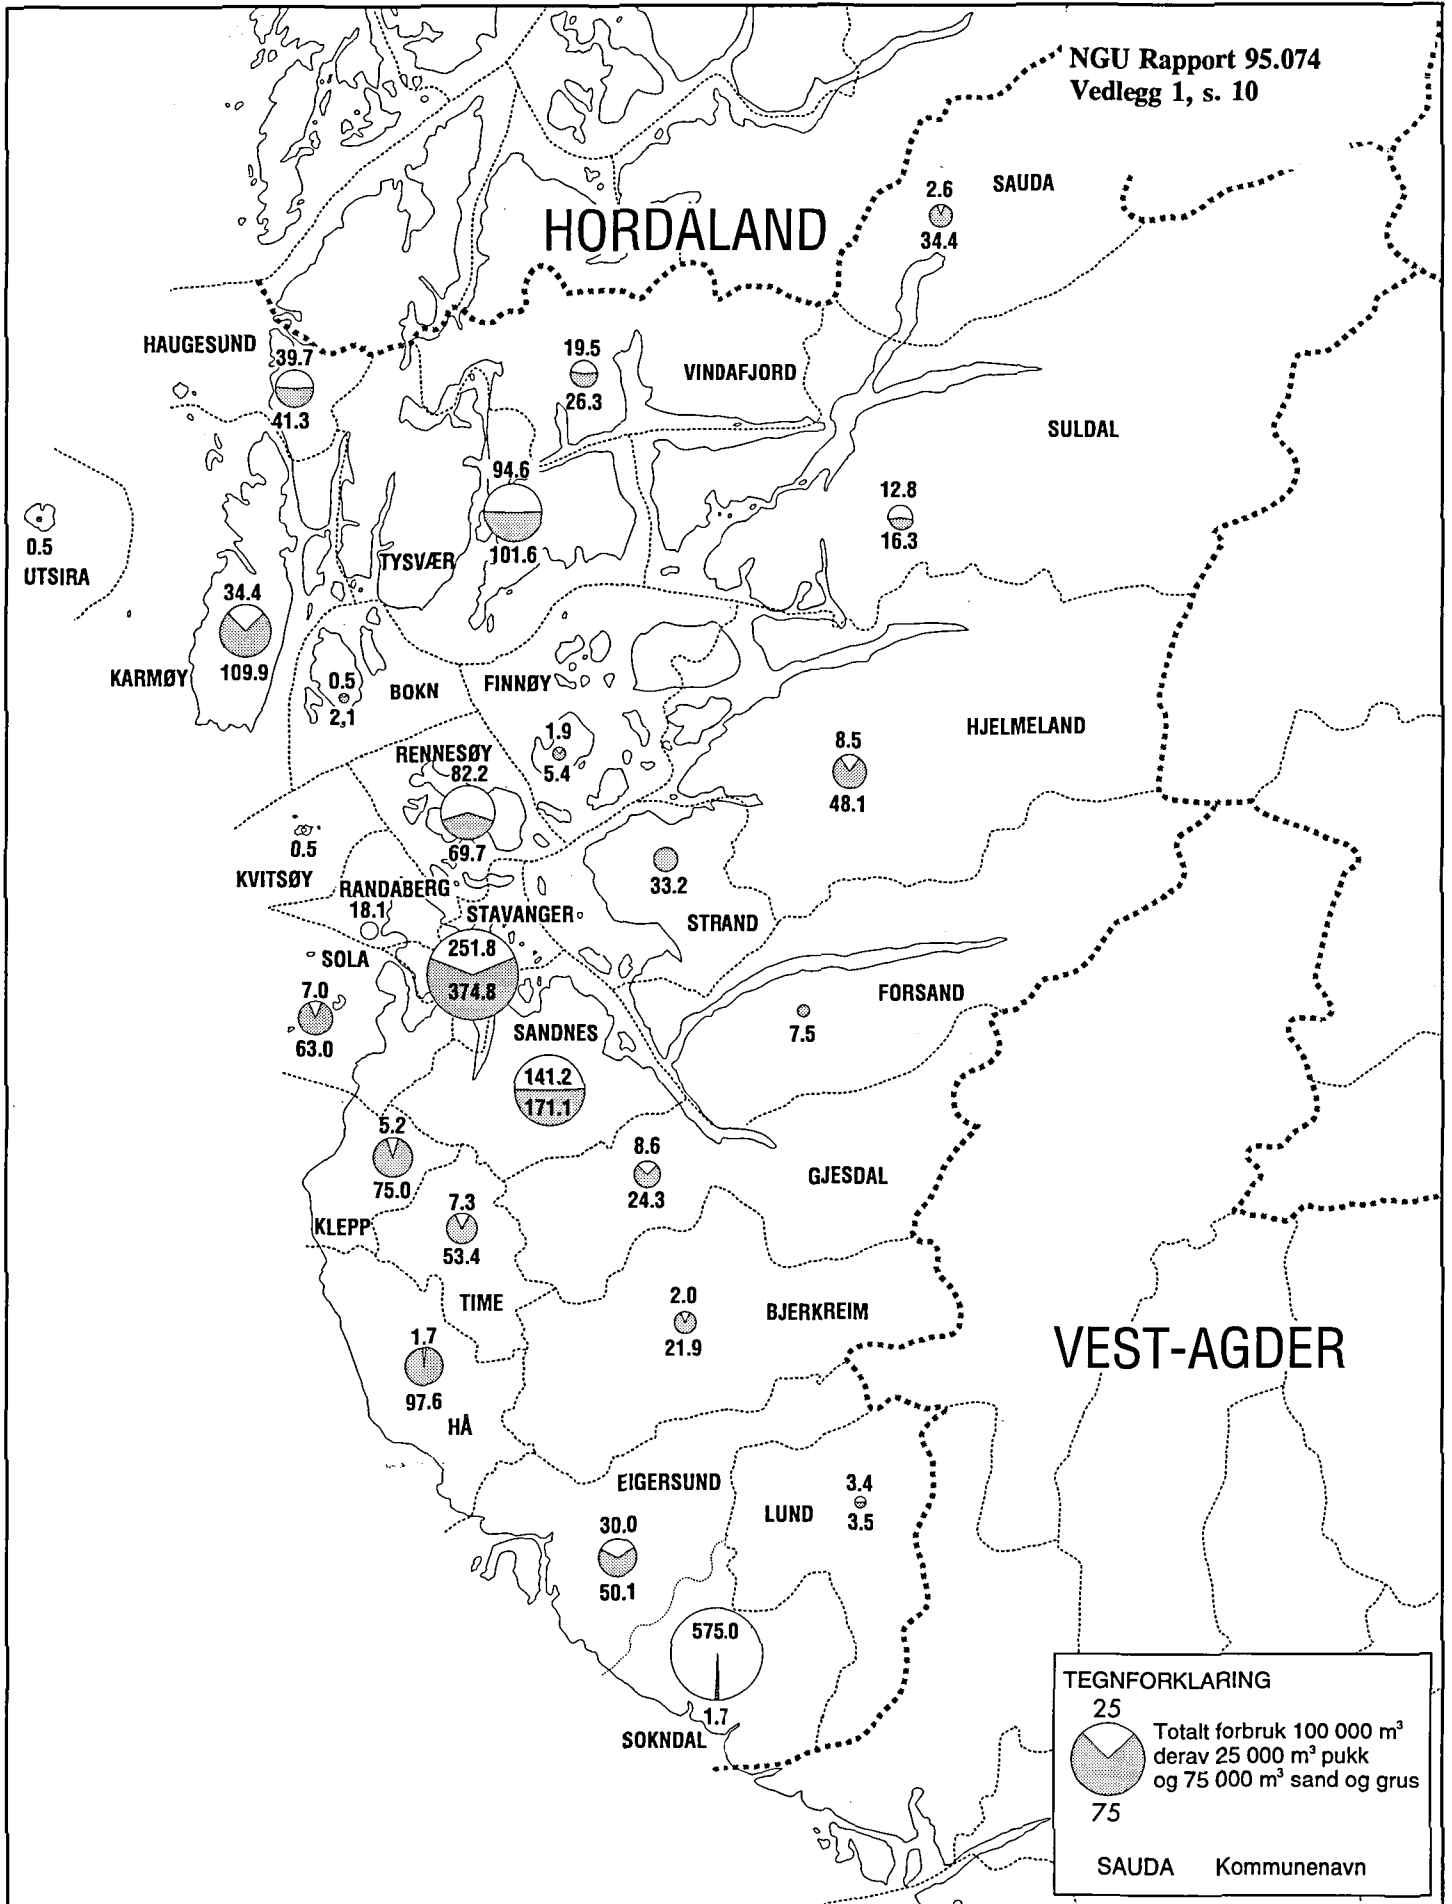 NGU Rapport 95.074
Vedlegg 1, s. 10
SAUDA
2.6
34.4
HORDALAND
HAUGESUND
39.7
41.3
19.5
26.3
VINDAFJORD
SULDAL
94.6
101.6
12.8
16.3
0.5
UTSIRA
TYSVÆR
34.4
109.9
KARMØY
0.5
2,1
BOKN
FINNØY
1.9
5.4
HJELMELAND
8.5
48.1
RENNESØY
82.2
69.7
0.5
KVITSØY
RANDABERG
18.1
33.2
STRAND
STAVANGER
251.8
374.8
SOLA
7.0
63.0
FORSAND
7.5
SANDNES
141.2
171.1
5.2
75.0
KLEPP
8.6
24.3
GJESDAL
7.3
53.4
TIME
2.0
21.9
BJERKREIM
VEST-AGDER
1.7
97.6
HÅ
EIGERSUND
30.0
50.1
LUND
3.4
3.5
575.0
1.7
SOKNDAL
TEGNFORKLARING
25
Totalt forbruk 100 000 m³
derav 25 000 m³ pukk
og 75 000 m³ sand og grus
75
SAUDA Kommunenavn